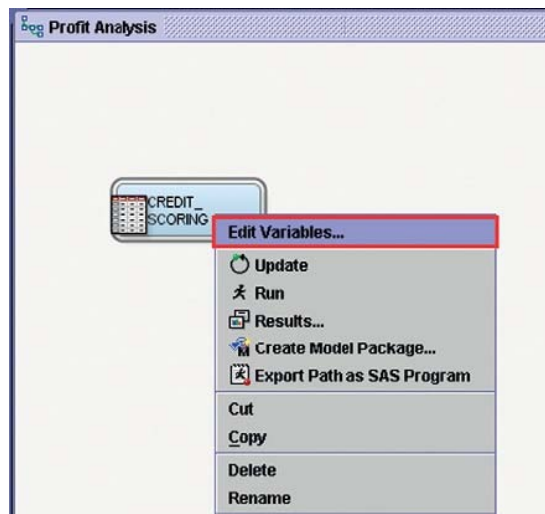 Profit Analysis
CREDIT_
SCORING
Edit Variables...
Update
Run
Results...
Create Model Package...
Export Path as SAS Program
Cut
Copy
Delete
Rename